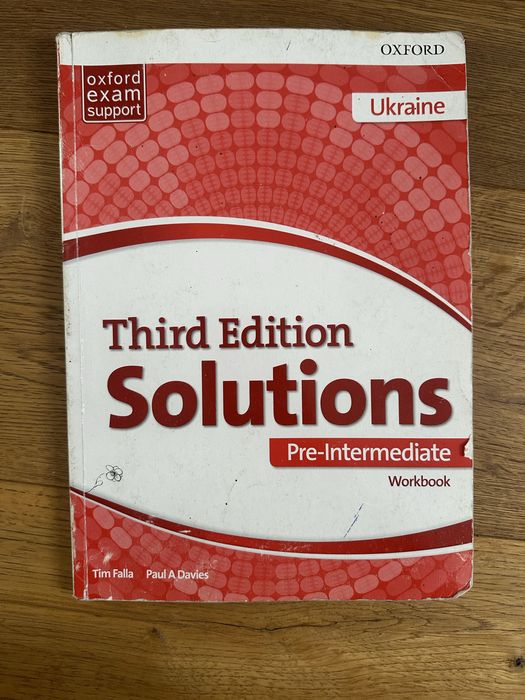 OXFORD
oxford
exam
support
Ukraine
Third Edition
Solutions
Pre-Intermediate
Workbook
Tim Falla Paul A Davies